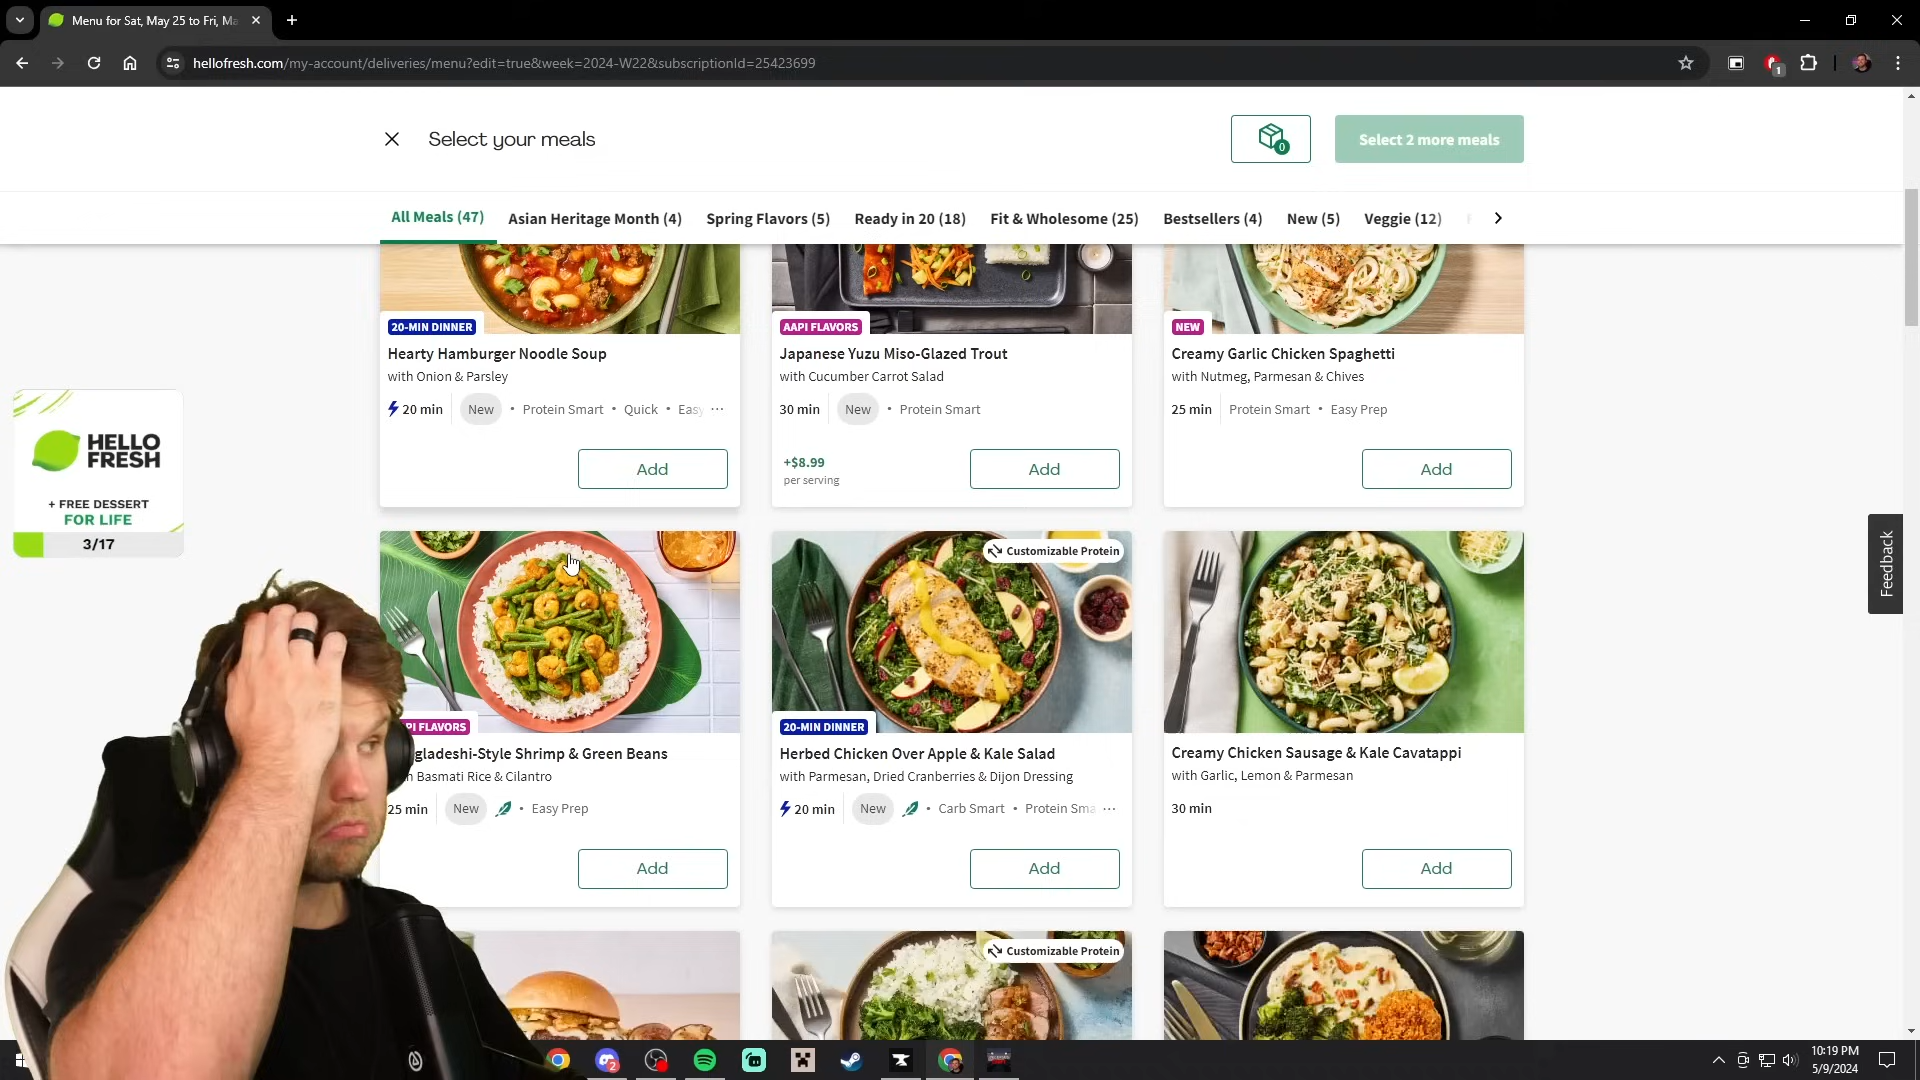 Menu for Sat, May 25 to Fri, Ma
hellofresh.com/my-account/deliveries/menu?edit=true&week=2024-W22&subscriptionId=25423699
1
Select your meals
0
Select 2 more meals
All Meals (47)
Asian Heritage Month (4)
Spring Flavors (5)
Ready in 20 (18)
Fit & Wholesome (25)
Bestsellers (4)
New (5)
Veggie (12)
20-MIN DINNER
Hearty Hamburger Noodle Soup
with Onion & Parsley
20 min New • Protein Smart • Quick • Easy ...
Add
AAPI FLAVORS
Japanese Yuzu Miso-Glazed Trout
with Cucumber Carrot Salad
30 min New • Protein Smart
+$8.99
per serving
Add
NEW
Creamy Garlic Chicken Spaghetti
with Nutmeg, Parmesan & Chives
25 min Protein Smart • Easy Prep
Add
HELLO
FRESH
+ FREE DESSERT
FOR LIFE
3/17
PI FLAVORS
gladeshi-Style Shrimp & Green Beans
Basmati Rice & Cilantro
25 min New • Easy Prep
Add
Customizable Protein
20-MIN DINNER
Herbed Chicken Over Apple & Kale Salad
with Parmesan, Dried Cranberries & Dijon Dressing
20 min New • Carb Smart • Protein Sma ...
Add
Creamy Chicken Sausage & Kale Cavatappi
with Garlic, Lemon & Parmesan
30 min
Add
Customizable Protein
Feedback
2
10:19 PM
5/9/2024